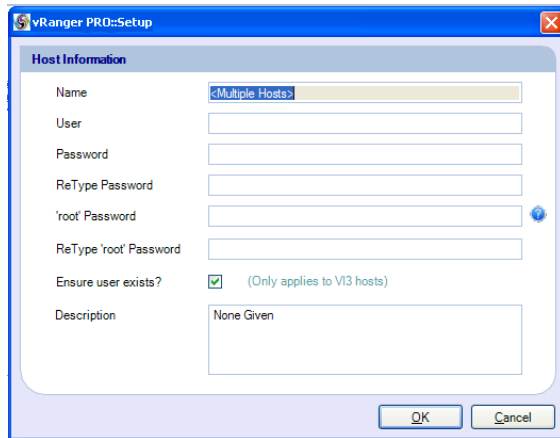 vRanger PRO::Setup
Host Information
Name <Multiple Hosts>
User
Password
ReType Password
'root' Password
ReType 'root' Password
Ensure user exists? (Only applies to VI3 hosts)
Description None Given
OK Cancel